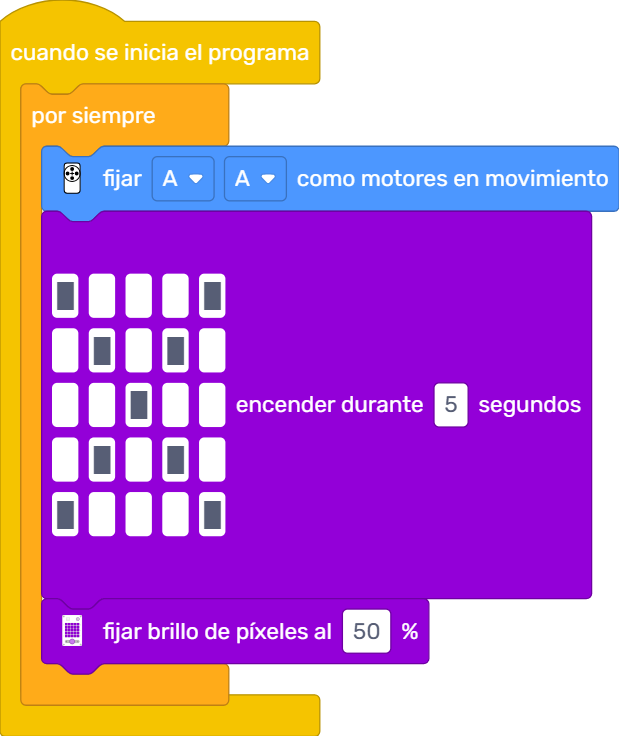 cuando se inicia el programa
por siempre
fijar A A como motores en movimiento
encender durante 5 segundos
fijar brillo de píxeles al 50 %